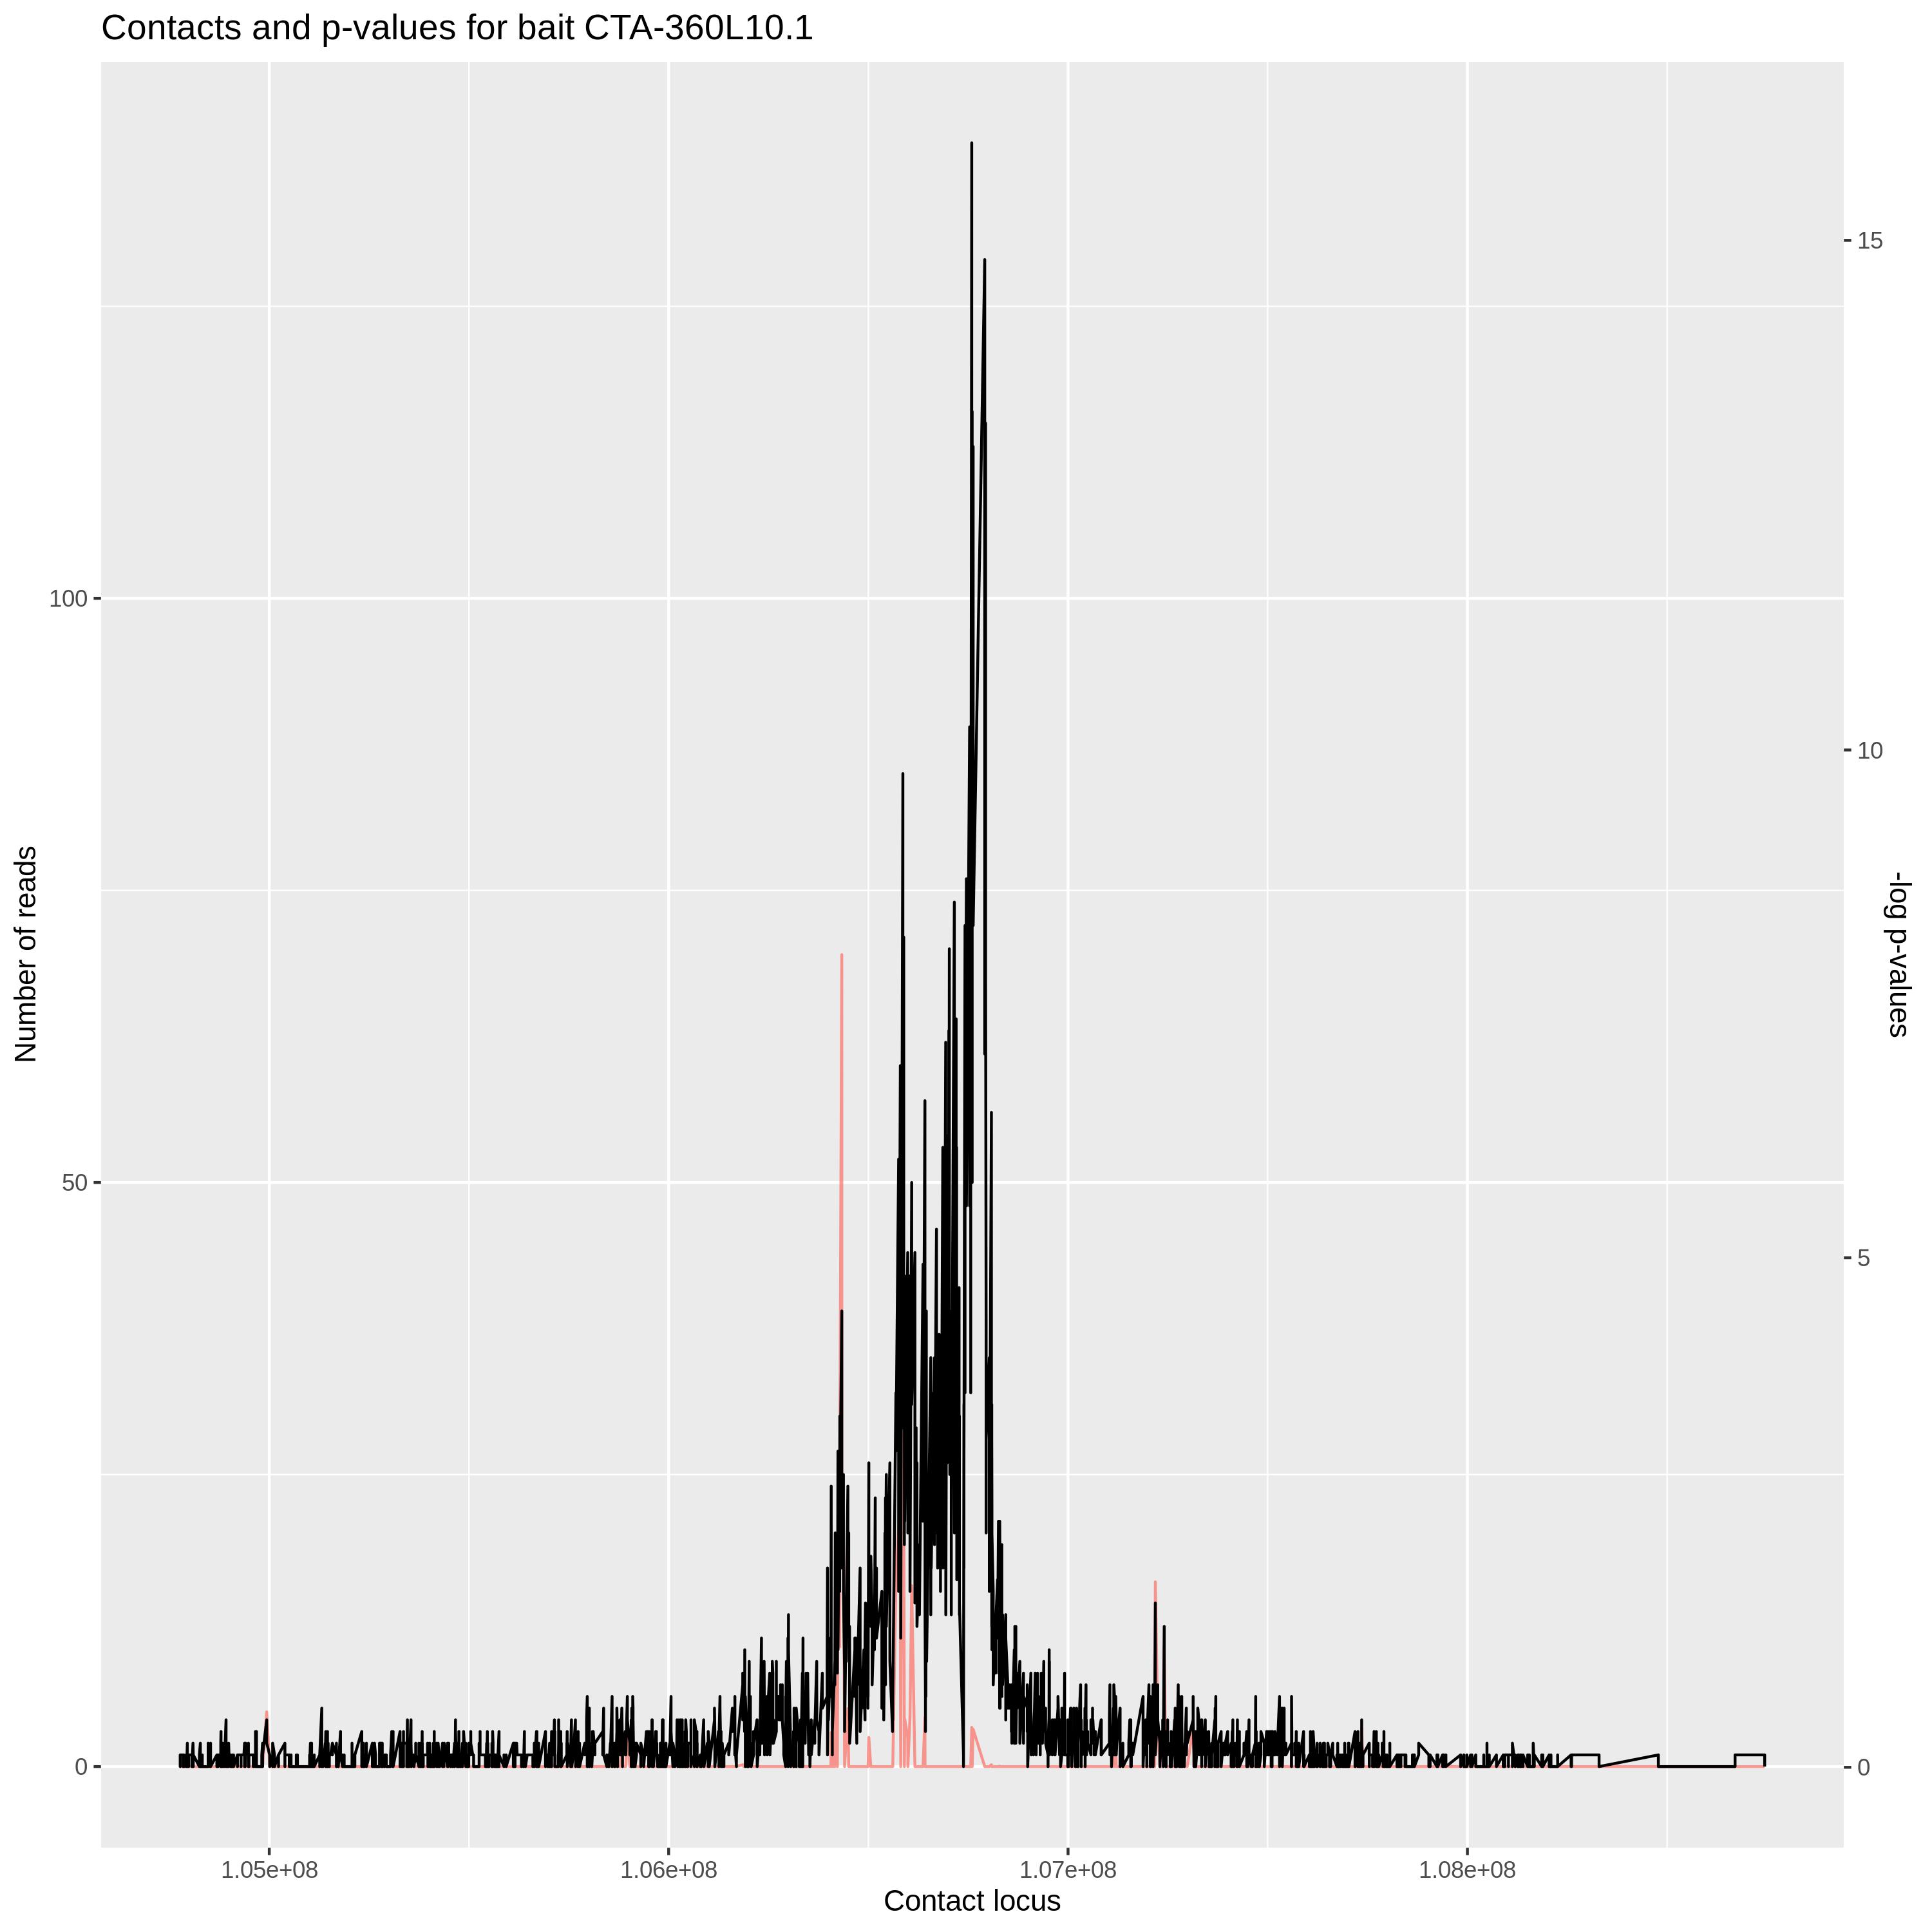 Contacts and p-values for bait CTA-360L10.1
Number of reads
100
50
0
15
10
5
0
-log p-values
1.05e+08
1.06e+08
1.07e+08
1.08e+08
Contact locus